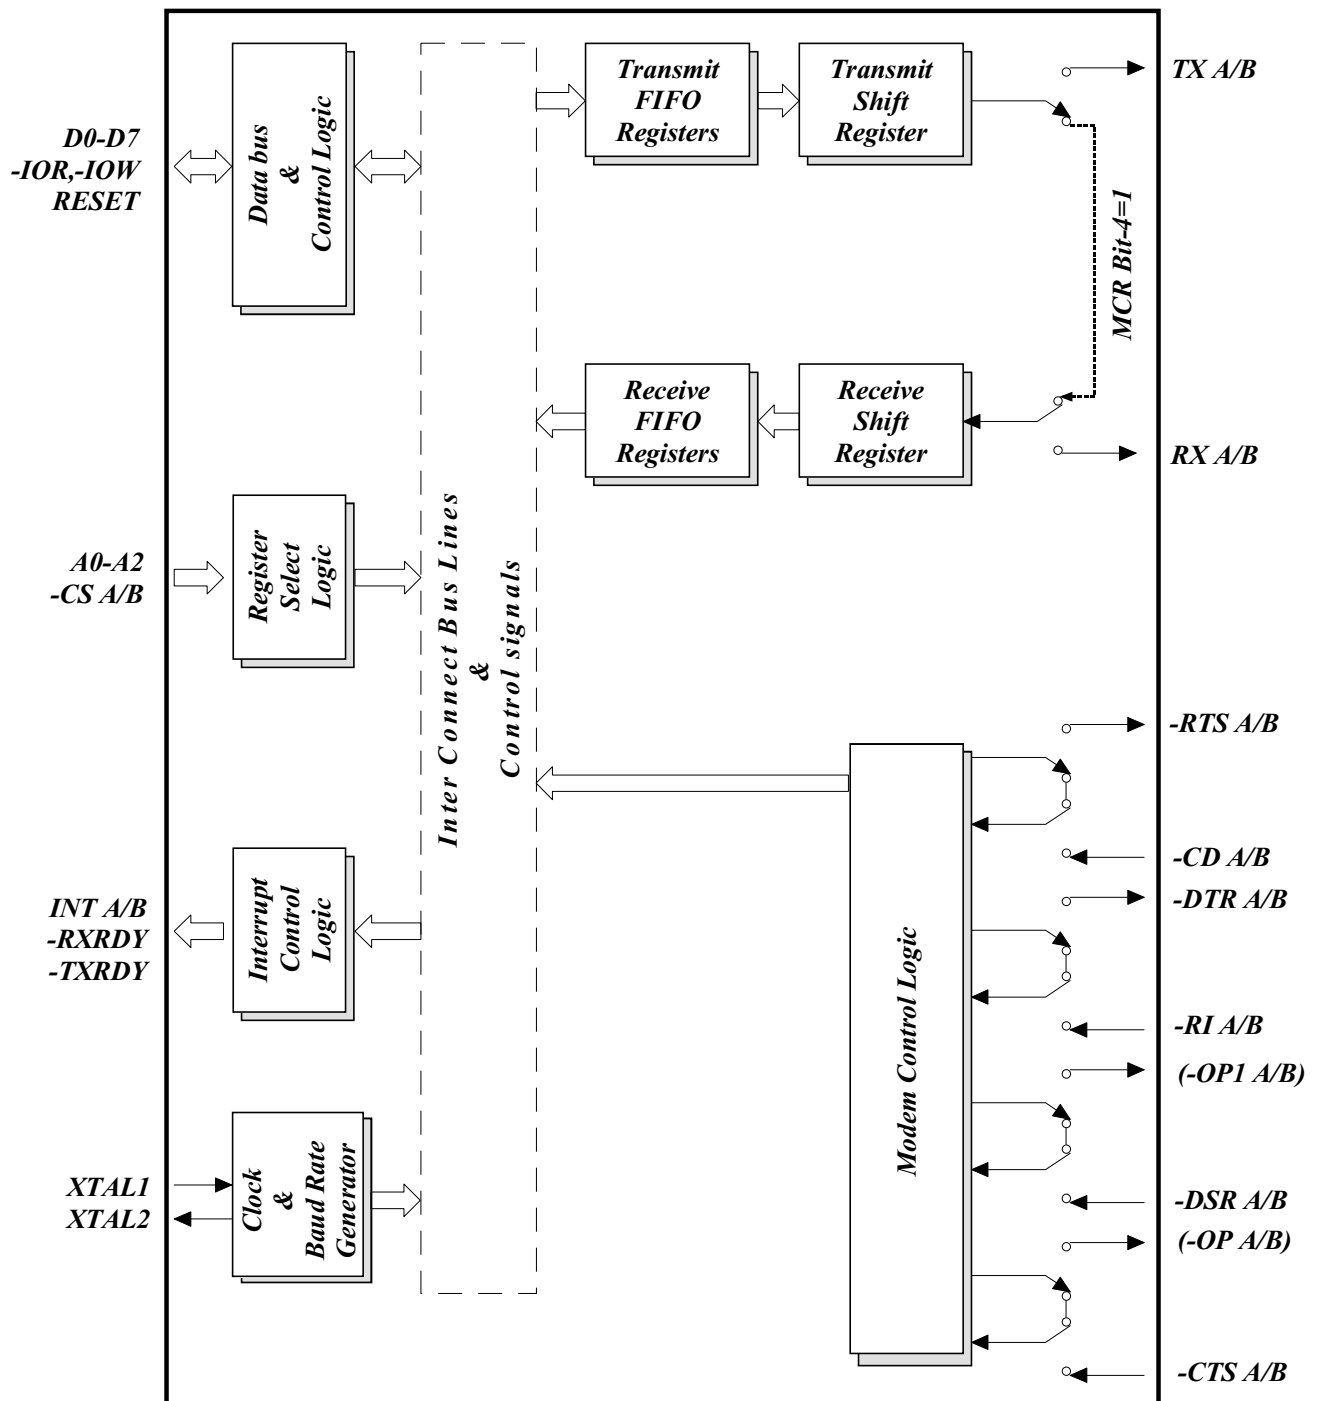 D0-D7
-IOR,-IOW
RESET
Data bus
&
Control Logic
A0-A2
-CS A/B
Register
Select
Logic
INT A/B
-RXRDY
-TXRDY
Interrupt
Control
Logic
XTAL1
XTAL2
Clock
&
Baud Rate
Generator
Inter Connect Bus Lines
&
Control signals
Transmit
FIFO
Registers
Transmit
Shift
Register
Receive
FIFO
Registers
Receive
Shift
Register
MCR Bit-4=1
Modem Control Logic
TX A/B
RX A/B
-RTS A/B
-CD A/B
-DTR A/B
-RI A/B
(-OP1 A/B)
-DSR A/B
(-OP A/B)
-CTS A/B